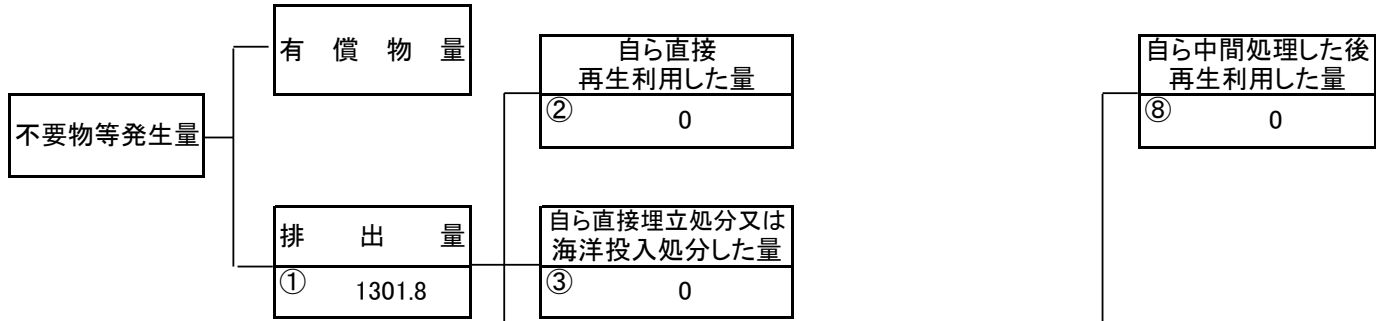 不要物等発生量
有償物量
排出量
① 1301.8
自ら直接
再生利用した量
② 0
自ら直接埋立処分又は
海洋投入処分した量
③ 0
自ら中間処理した後
再生利用した量
⑧ 0